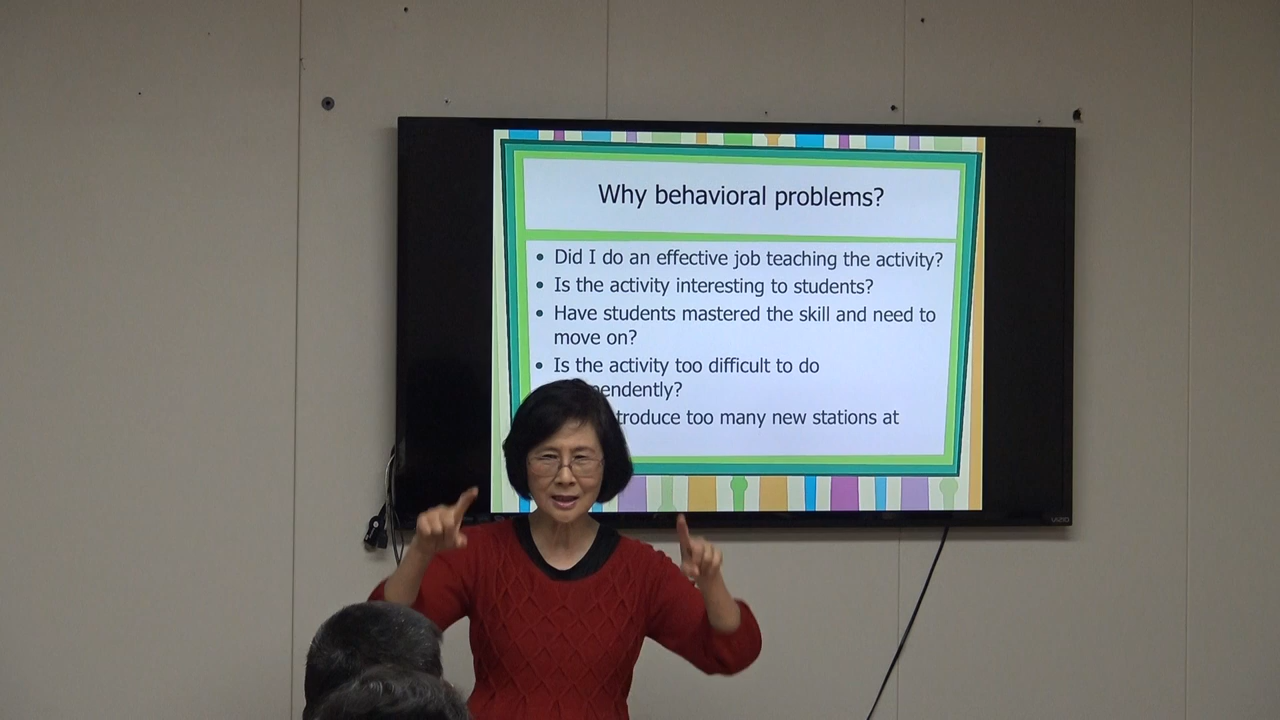 Why behavioral problems?
• Did I do an effective job teaching the activity?
• Is the activity interesting to students?
• Have students mastered the skill and need to
move on?
• Is the activity too difficult to do
pendently?
troduce too many new stations at
VIZIO